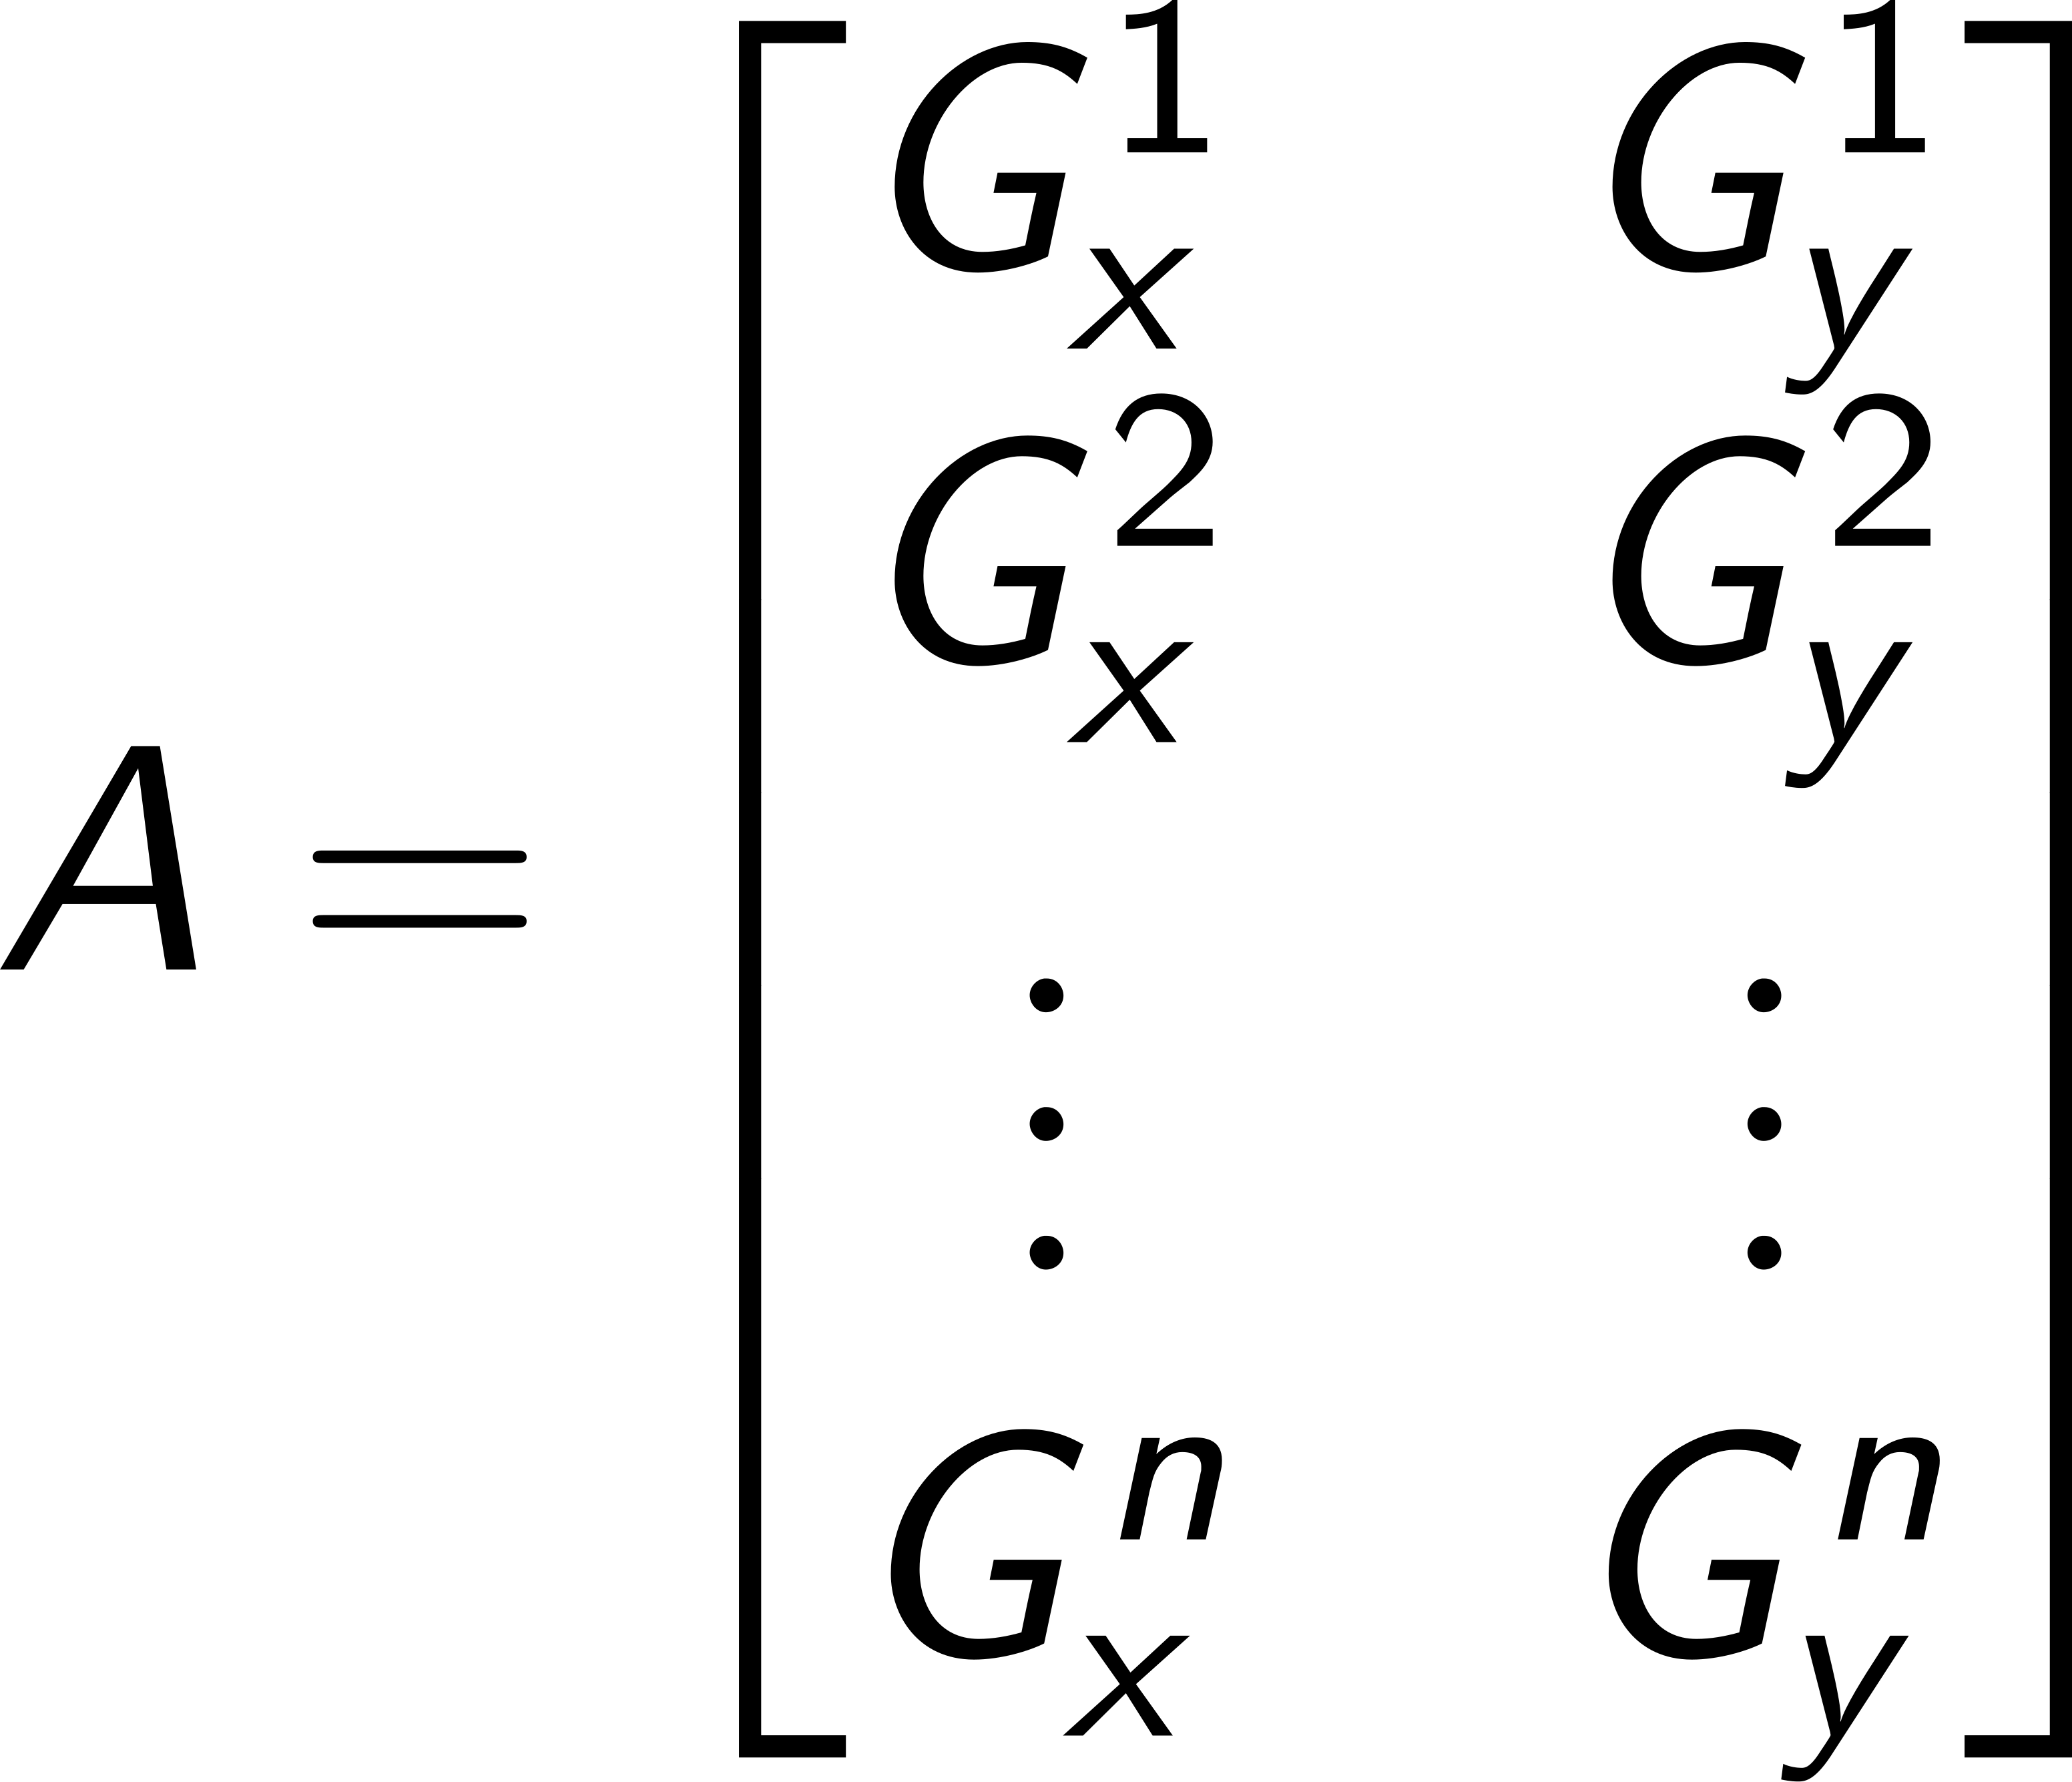 A = [ G_x^1 G_y^1
G_x^2 G_y^2
⋮ ⋮
G_x^n G_y^n ]